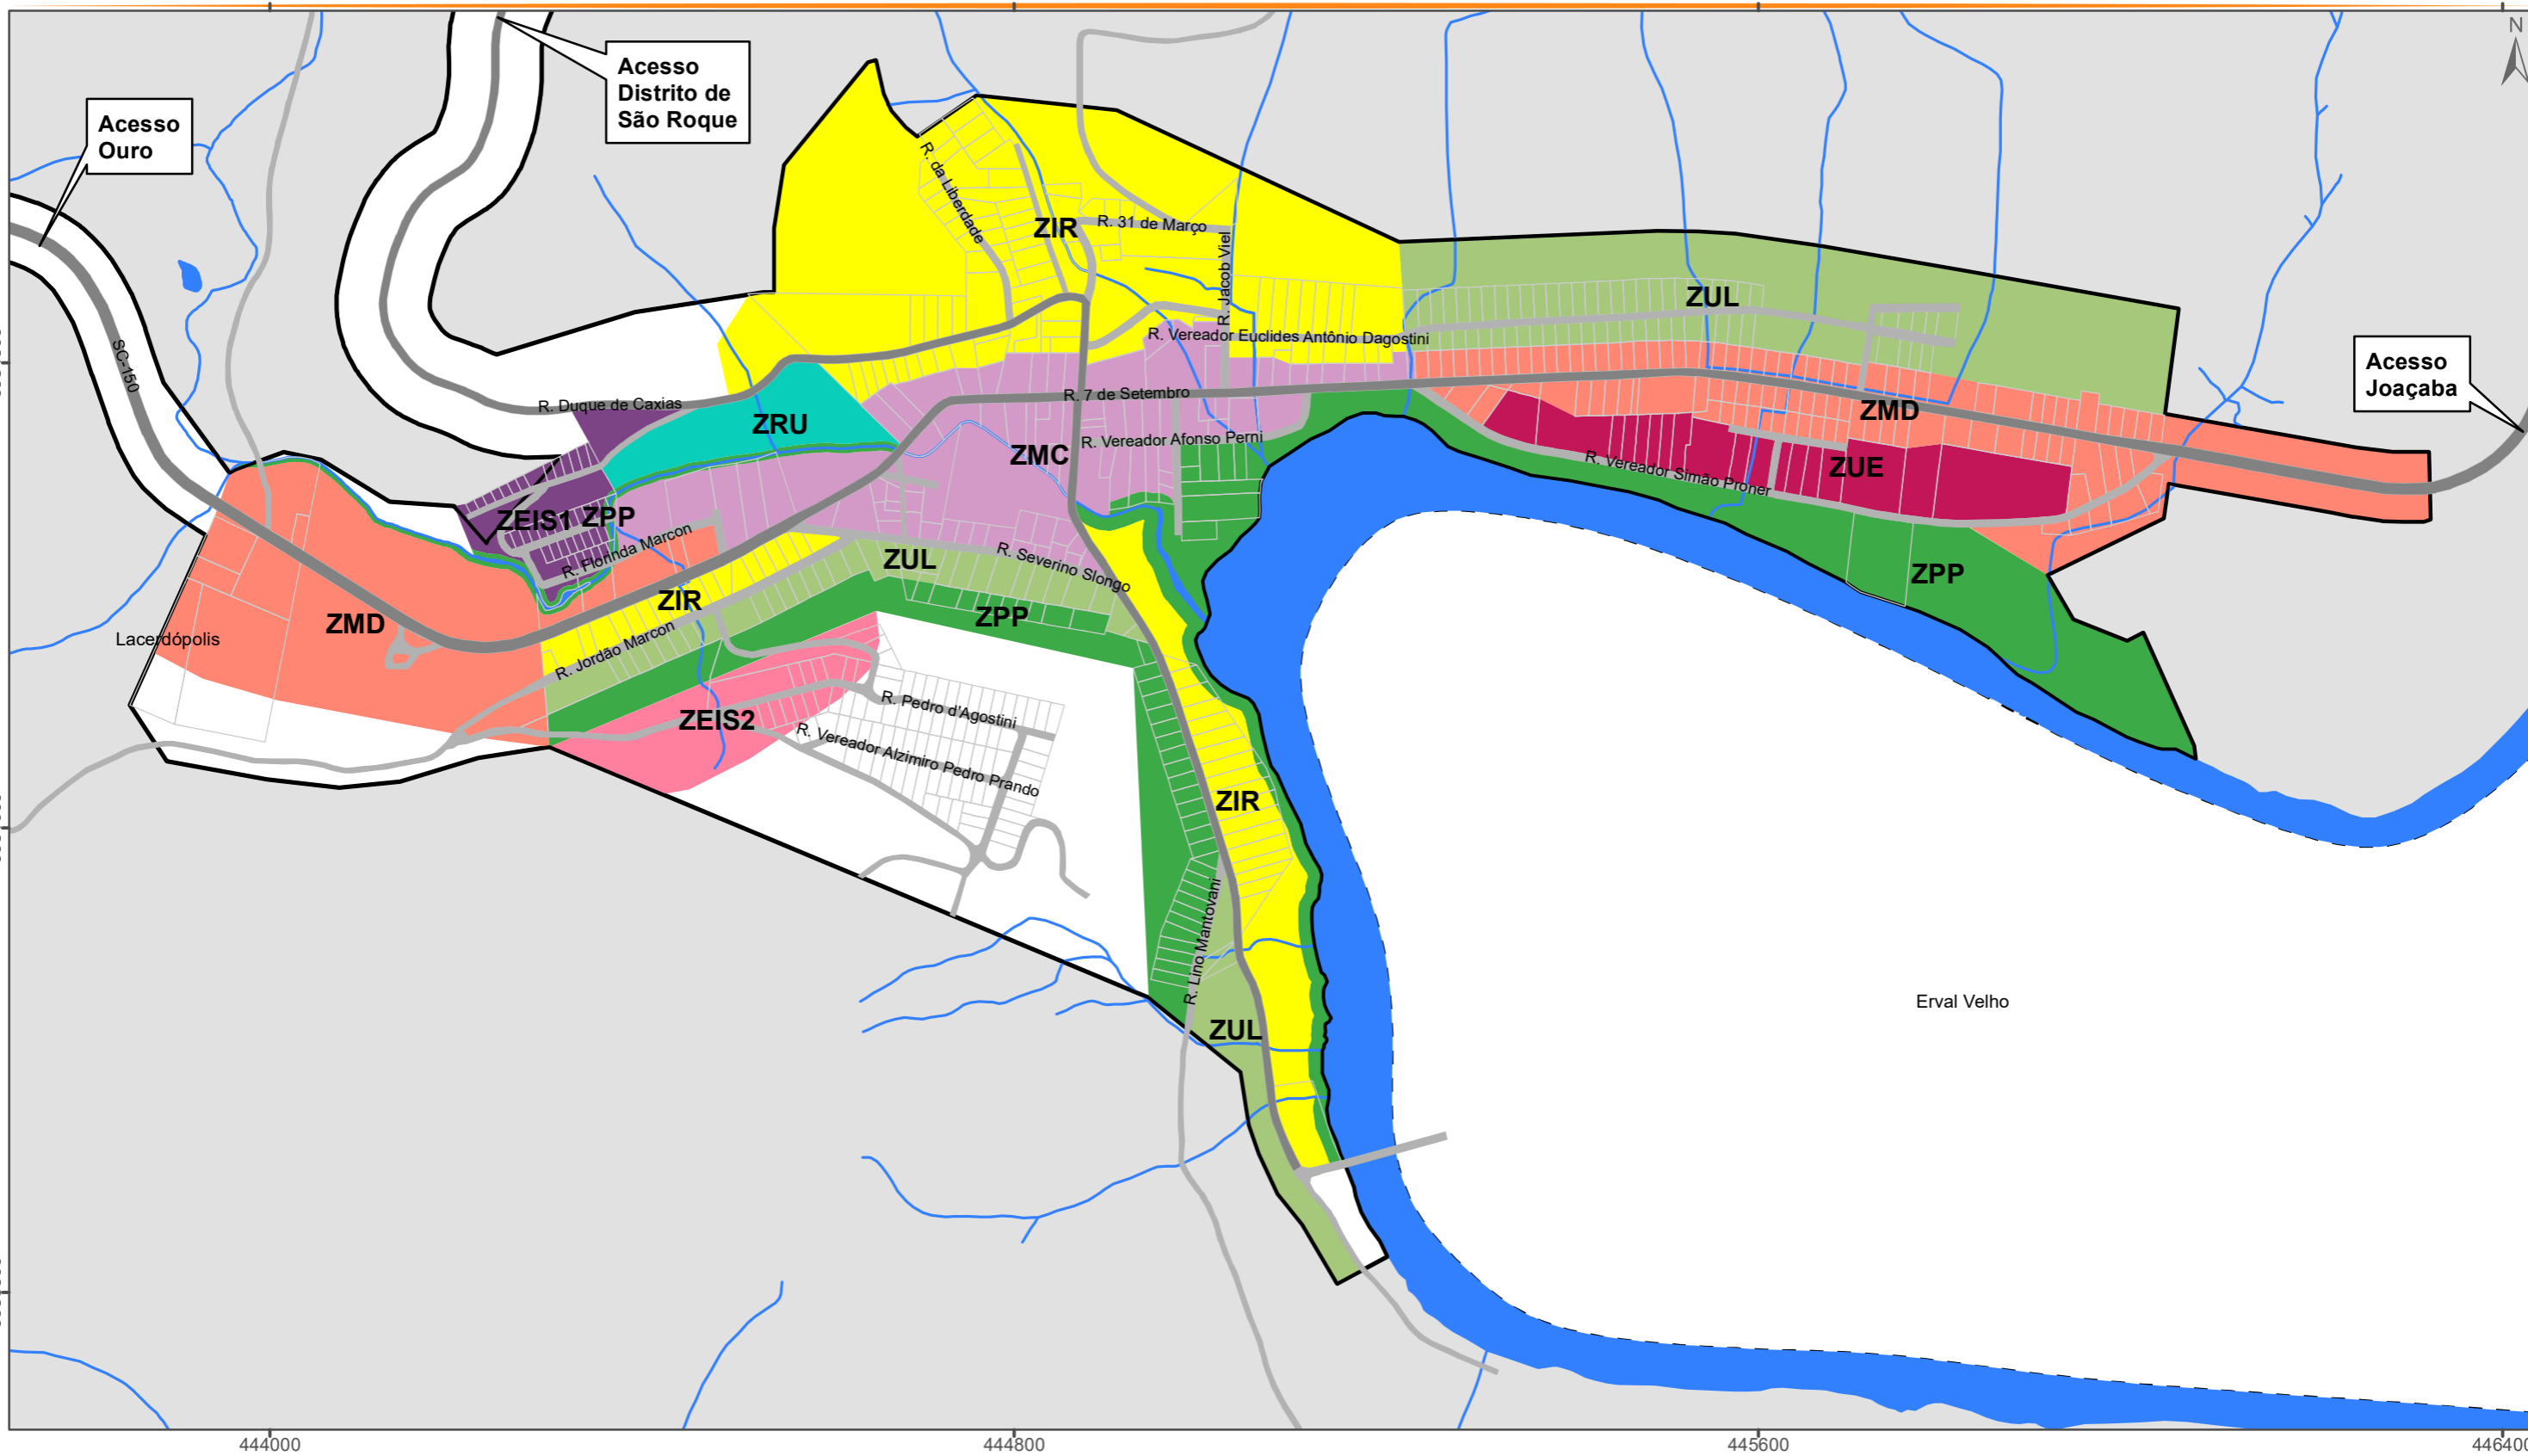 N
Acesso
Distrito de
São Roque
Acesso
Ouro
R. da Liberdade
ZIR
R. 31 de Março
R. Jacob Viel
ZUL
R. Vereador Euclides Antônio Dagostini
SC-150
Acesso
Joaçaba
R. 7 de Setembro
R. Duque de Caxias
ZRU
ZMD
R. Vereador Afonso Perni
ZMC
ZUE
R. Vereador Simão Proner
ZEIS1
ZPP
R. Florinda Marcon
ZUL
R. Severino Slongo
ZPP
ZIR
ZPP
ZMD
Lacerdópolis
R. Jordão Marcon
ZEIS2
R. Pedro d'Agostini
R. Vereador Alzimiro Pedro Prando
ZIR
R. Lino Mantovani
Erval Velho
ZUL
444000
444800
445600